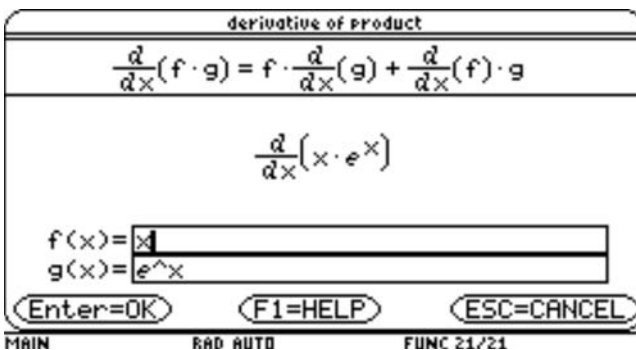 derivative of product
d/dx(f·g) = f·d/dx(g) + d/dx(f)·g
d/dx(x·e^x)
f(x)=x
g(x)=e^x
Enter=OK F1=HELP ESC=CANCEL
MAIN RAD AUTO FUNC 21/21